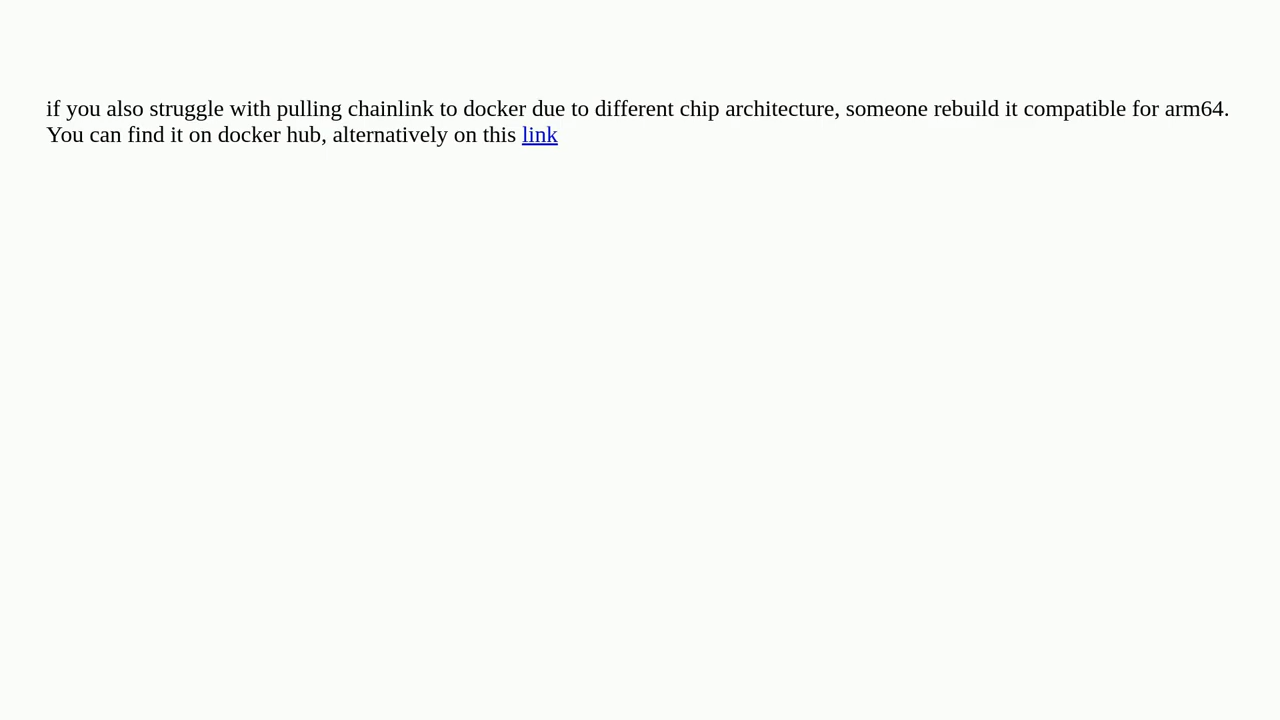 if you also struggle with pulling chainlink to docker due to different chip architecture, someone rebuild it compatible for arm64.
You can find it on docker hub, alternatively on this link